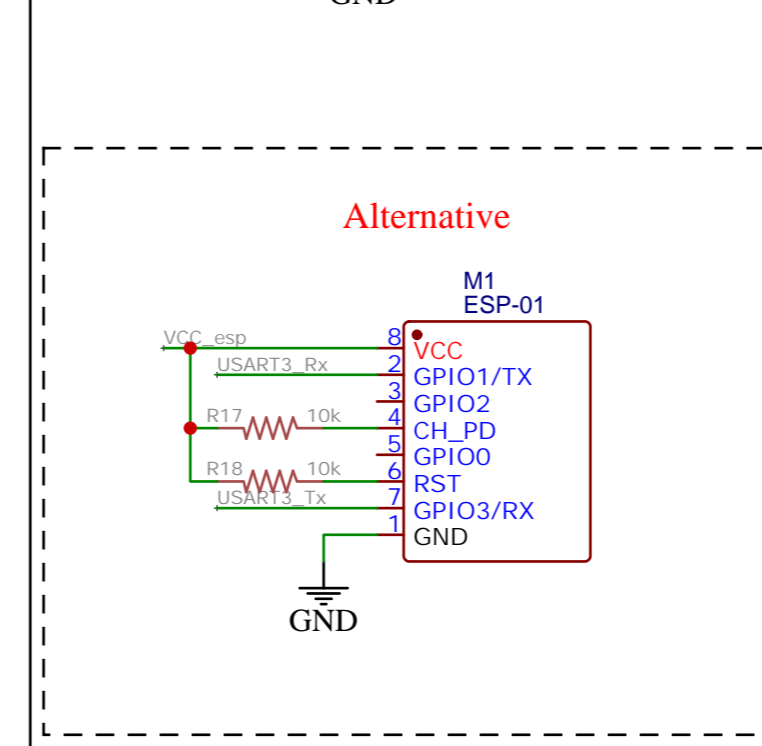 GND
Alternative
M1
ESP-01
VCC_esp
8
VCC
USART3_Rx
2
GPIO1/TX
3
GPIO2
R17
10k
4
CH_PD
5
GPIO0
R18
10k
6
RST
USART3_Tx
7
GPIO3/RX
1
GND
GND